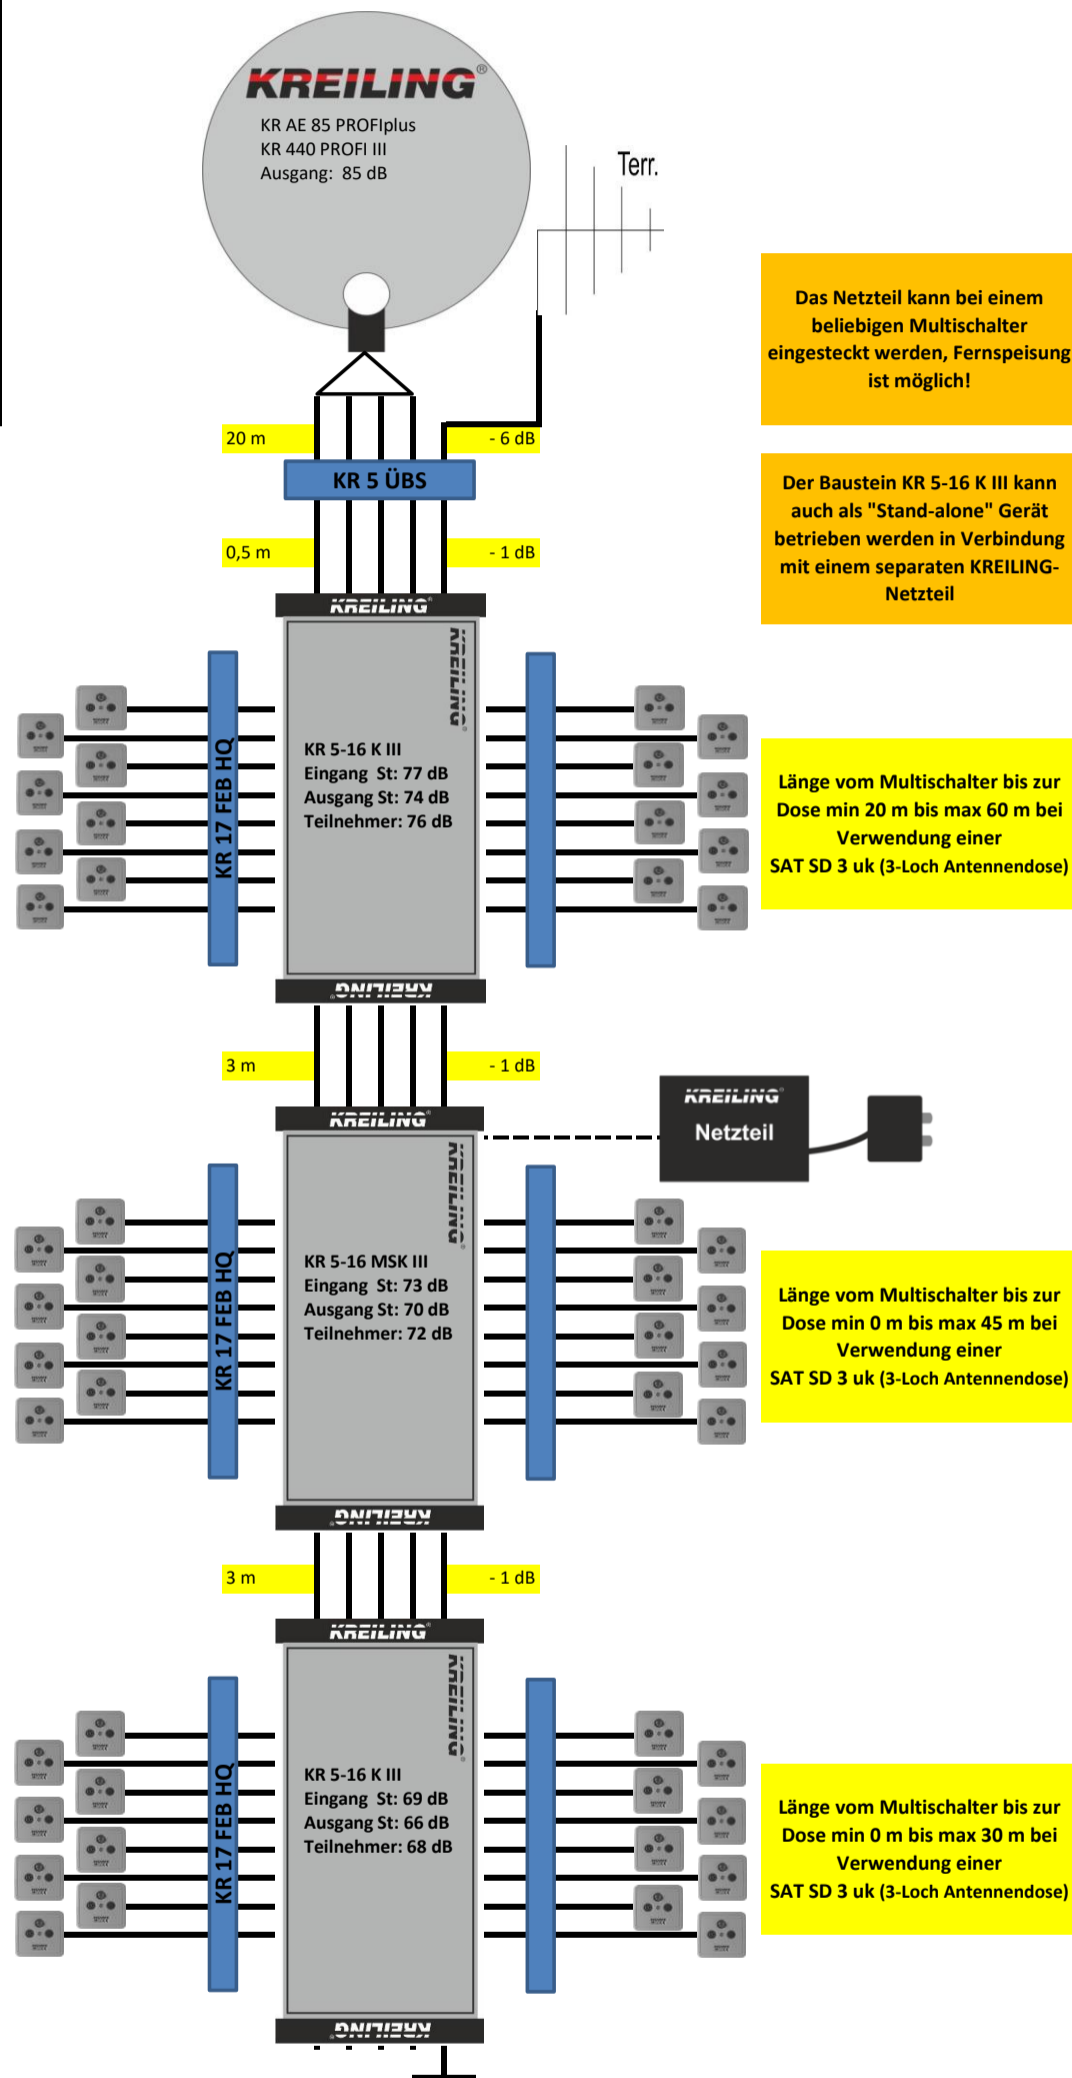 KREILING®
KR AE 85 PROFIplus
KR 440 PROFI III
Ausgang: 85 dB
Terr.
Das Netzteil kann bei einem
beliebigen Multischalter
eingesteckt werden, Fernspeisung
ist möglich!
20 m
- 6 dB
KR 5 ÜBS
Der Baustein KR 5-16 K III kann
auch als "Stand-alone" Gerät
betrieben werden in Verbindung
mit einem separaten KREILING-
Netzteil
0,5 m
- 1 dB
KREILING®
KREILING®
KR 17 FEB HQ
KR 5-16 K III
Eingang St: 77 dB
Ausgang St: 74 dB
Teilnehmer: 76 dB
Länge vom Multischalter bis zur
Dose min 20 m bis max 60 m bei
Verwendung einer
SAT SD 3 uk (3-Loch Antennendose)
KREILING®
3 m
- 1 dB
KREILING®
Netzteil
KREILING®
KREILING®
KR 17 FEB HQ
KR 5-16 MSK III
Eingang St: 73 dB
Ausgang St: 70 dB
Teilnehmer: 72 dB
Länge vom Multischalter bis zur
Dose min 0 m bis max 45 m bei
Verwendung einer
SAT SD 3 uk (3-Loch Antennendose)
KREILING®
3 m
- 1 dB
KREILING®
KREILING®
KR 17 FEB HQ
KR 5-16 K III
Eingang St: 69 dB
Ausgang St: 66 dB
Teilnehmer: 68 dB
Länge vom Multischalter bis zur
Dose min 0 m bis max 30 m bei
Verwendung einer
SAT SD 3 uk (3-Loch Antennendose)
KREILING®